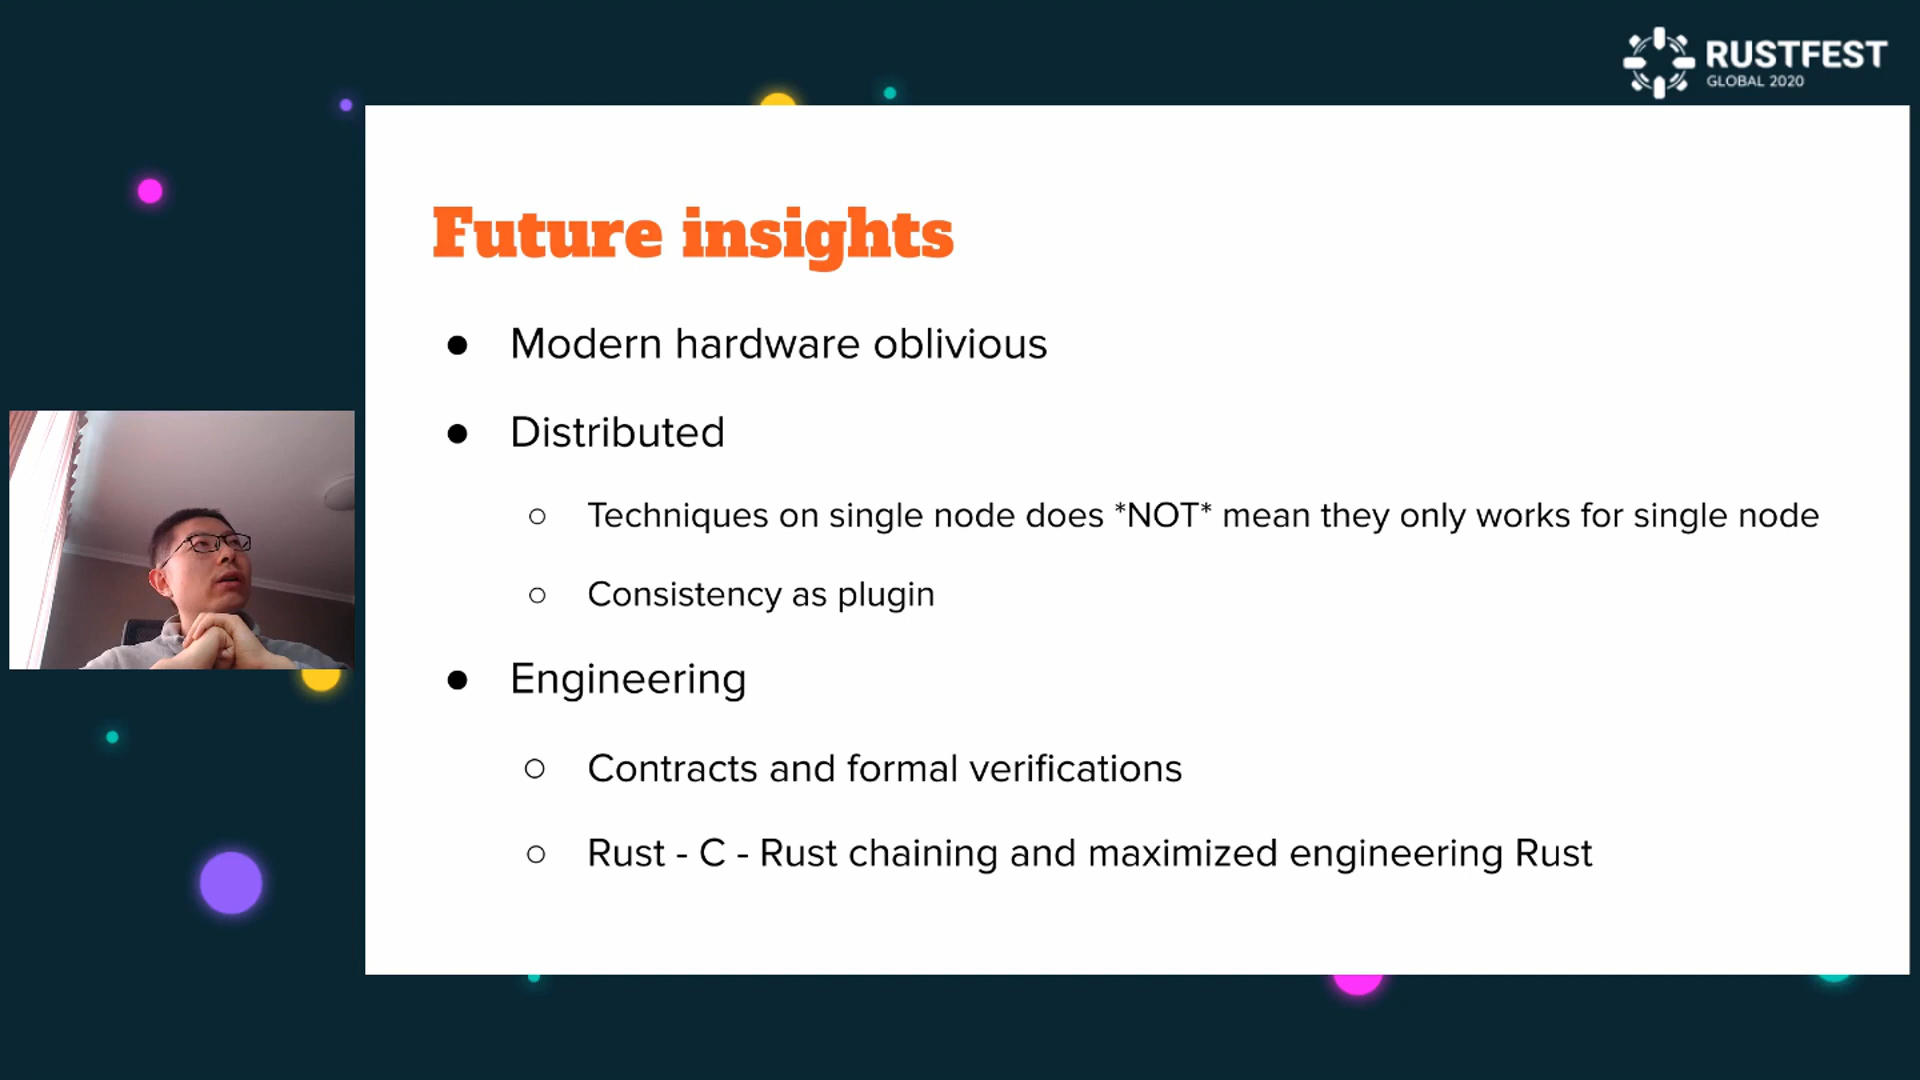 RUSTFEST
GLOBAL 2020
Future insights
● Modern hardware oblivious
● Distributed
○ Techniques on single node does *NOT* mean they only works for single node
○ Consistency as plugin
● Engineering
○ Contracts and formal verifications
○ Rust - C - Rust chaining and maximized engineering Rust